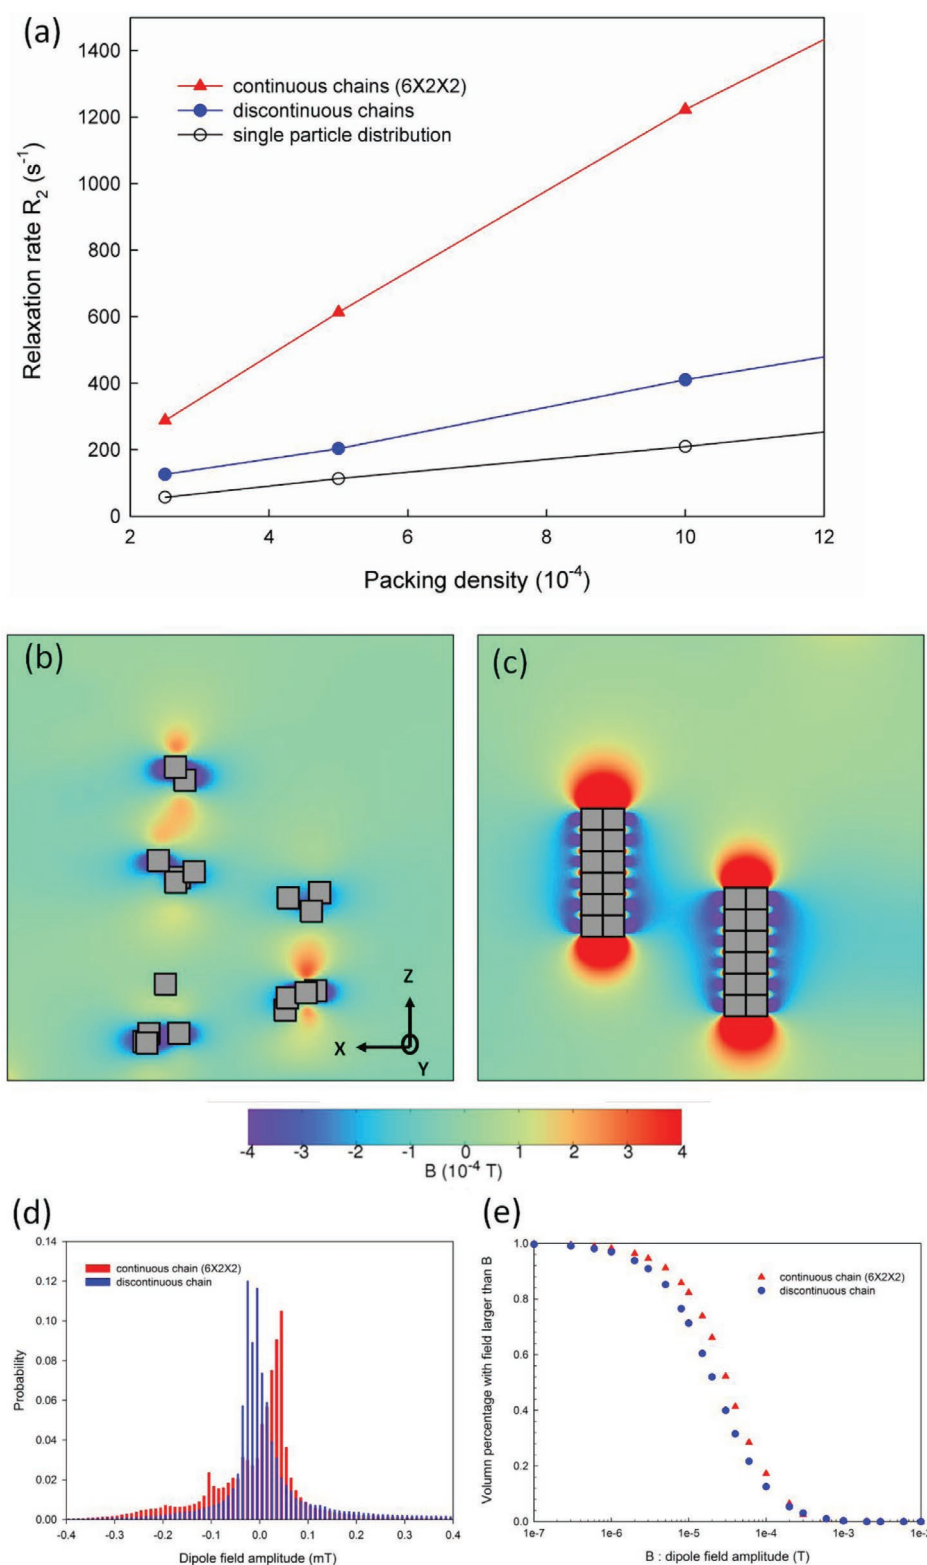 (a)
1400
1200
1000
800
600
400
200
0
Relaxation rate R₂ (s⁻¹)
continuous chains (6X2X2)
discontinuous chains
single particle distribution
2 4 6 8 10 12
Packing density (10⁻⁴)
(b)
Z
X
Y
(c)
-4 -3 -2 -1 0 1 2 3 4
B (10⁻⁴ T)
(d)
0.14
0.12
0.10
0.08
0.06
0.04
0.02
0.00
Probability
continuous chain (6X2X2)
discontinuous chain
-0.4 -0.3 -0.2 -0.1 0.0 0.1 0.2 0.3 0.4
Dipole field amplitude (mT)
(e)
1.0
0.8
0.6
0.4
0.2
0.0
Volumn percentage with field larger than B
continuous chain (6X2X2)
discontinuous chain
1e-7 1e-6 1e-5 1e-4 1e-3 1e-2
B : dipole field amplitude (T)